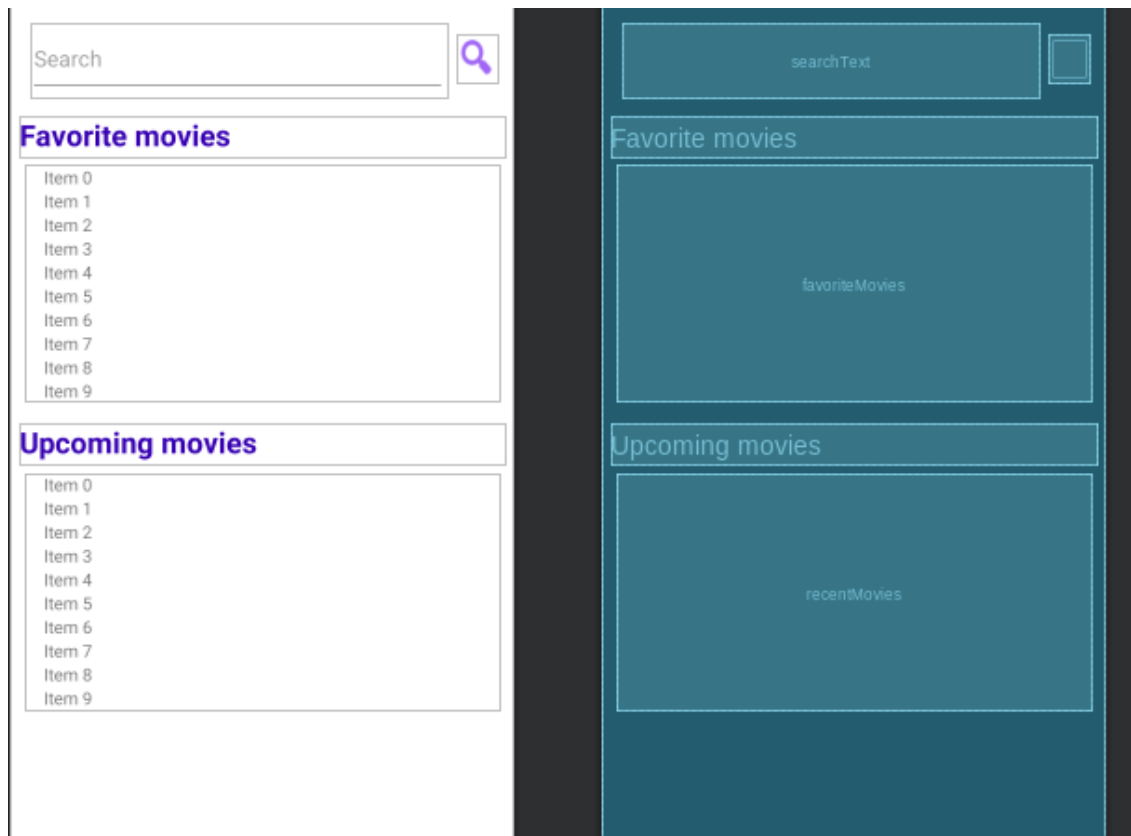 Search
Favorite movies
Item 0
Item 1
Item 2
Item 3
Item 4
Item 5
Item 6
Item 7
Item 8
Item 9
Upcoming movies
Item 0
Item 1
Item 2
Item 3
Item 4
Item 5
Item 6
Item 7
Item 8
Item 9
searchText
Favorite movies
favoriteMovies
Upcoming movies
recentMovies